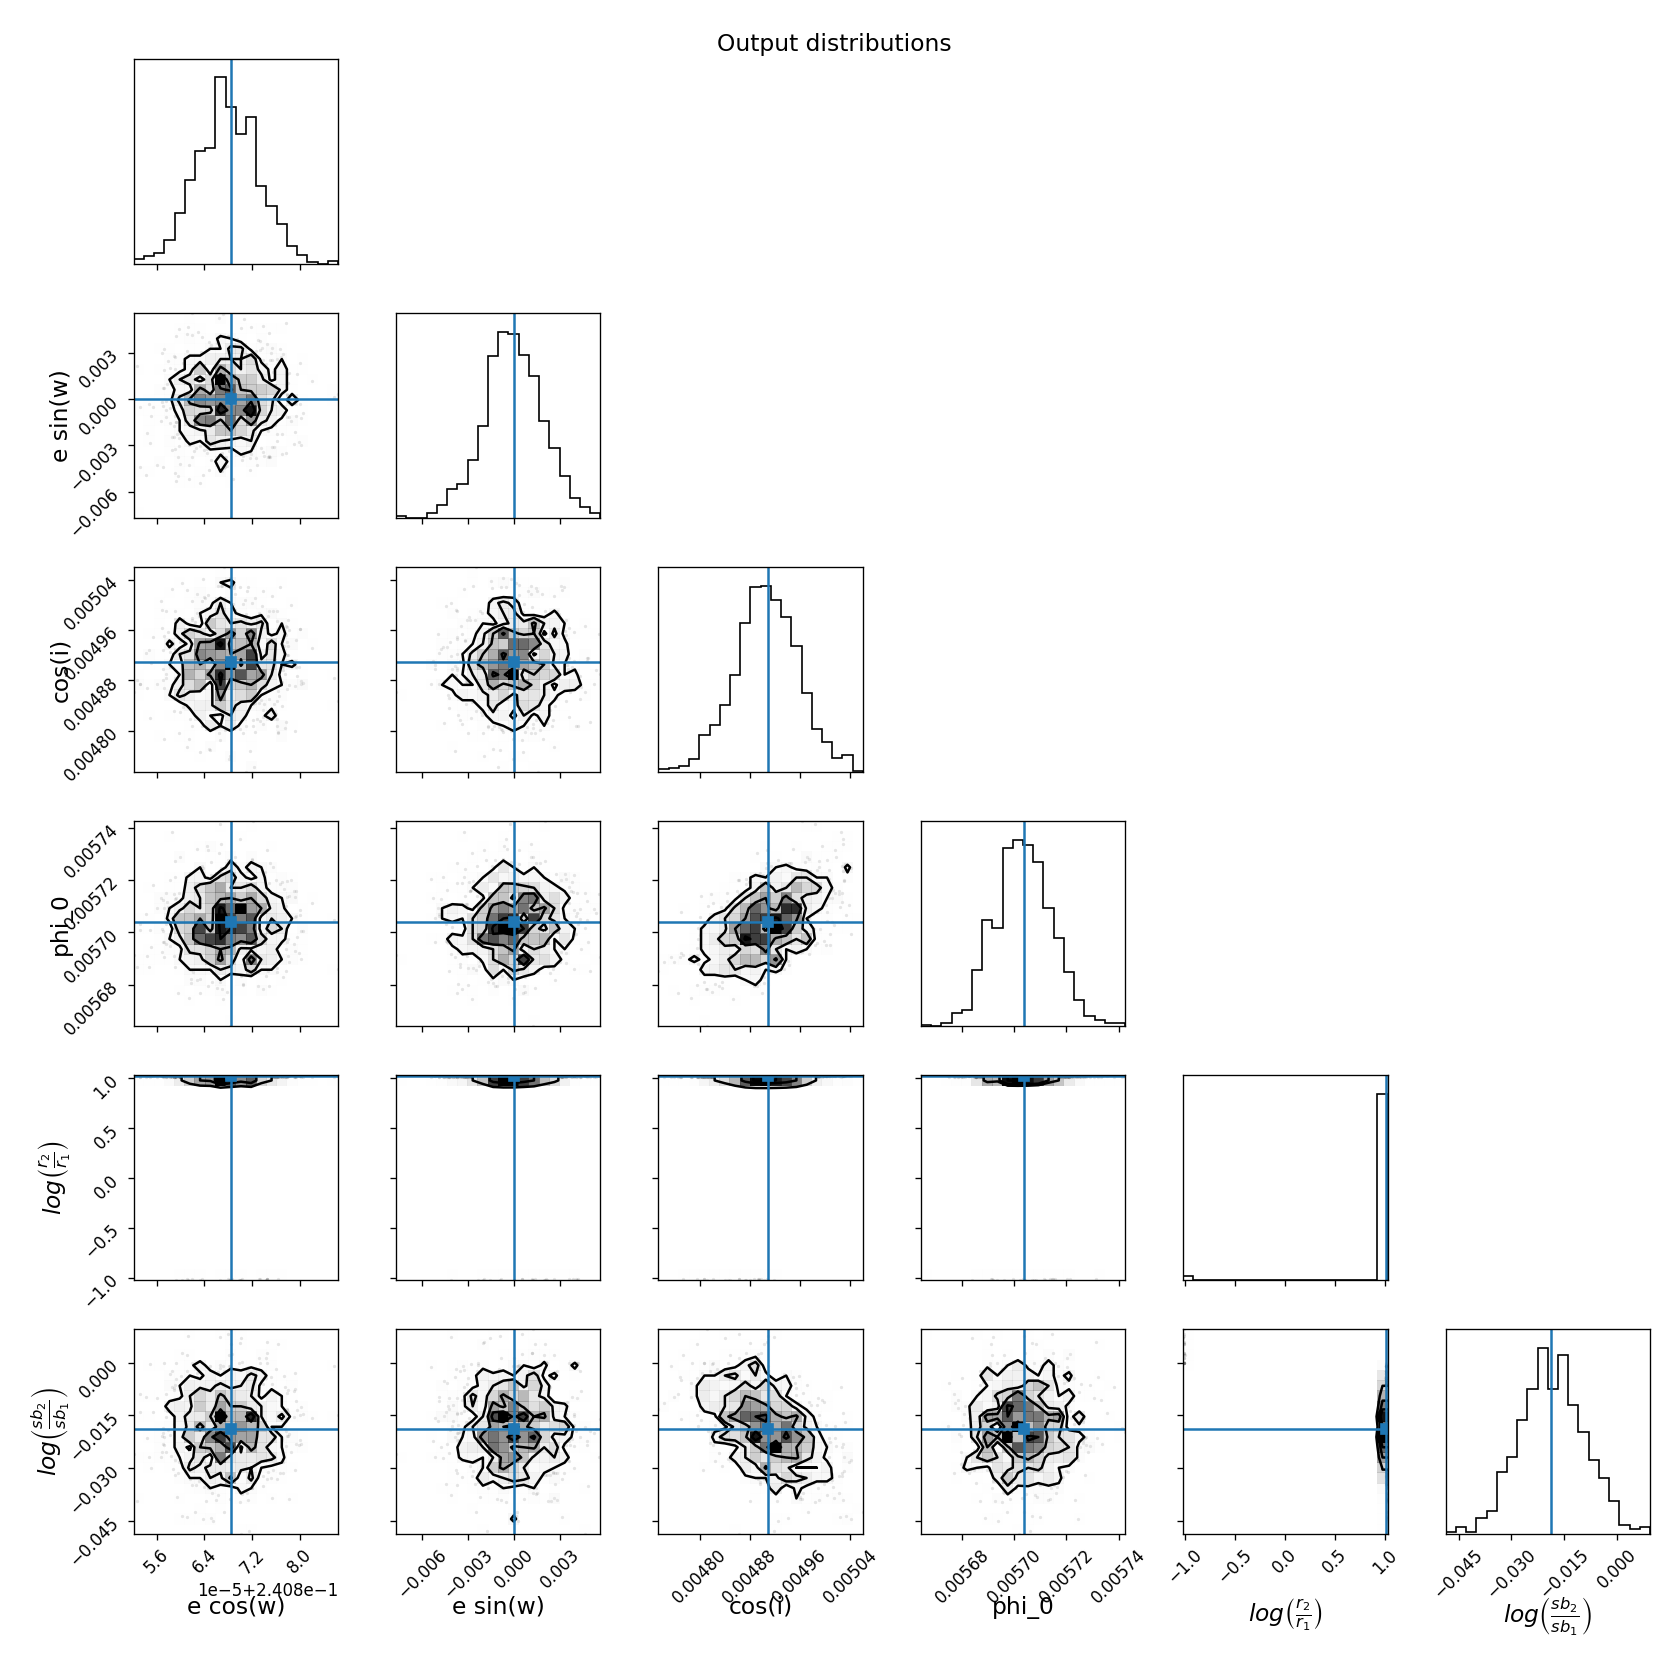 Output distributions
e sin(w)
0.003
0.000
−0.003
−0.006
cos(i)
0.00504
0.00496
0.00488
0.00480
phi_0
0.00574
0.00572
0.00570
0.00568
log(r2/r1)
1.0
0.5
0.0
−0.5
−1.0
log(sb2/sb1)
0.000
−0.015
−0.030
−0.045
5.6 6.4 7.2 8.0
1e−5+2.408e−1
e cos(w)
−0.006 −0.003 0.000 0.003
e sin(w)
0.00480 0.00488 0.00496 0.00504
cos(i)
0.00568 0.00570 0.00572 0.00574
phi_0
−1.0 −0.5 0.0 0.5 1.0
log(r2/r1)
−0.045 −0.030 −0.015 0.000
log(sb2/sb1)